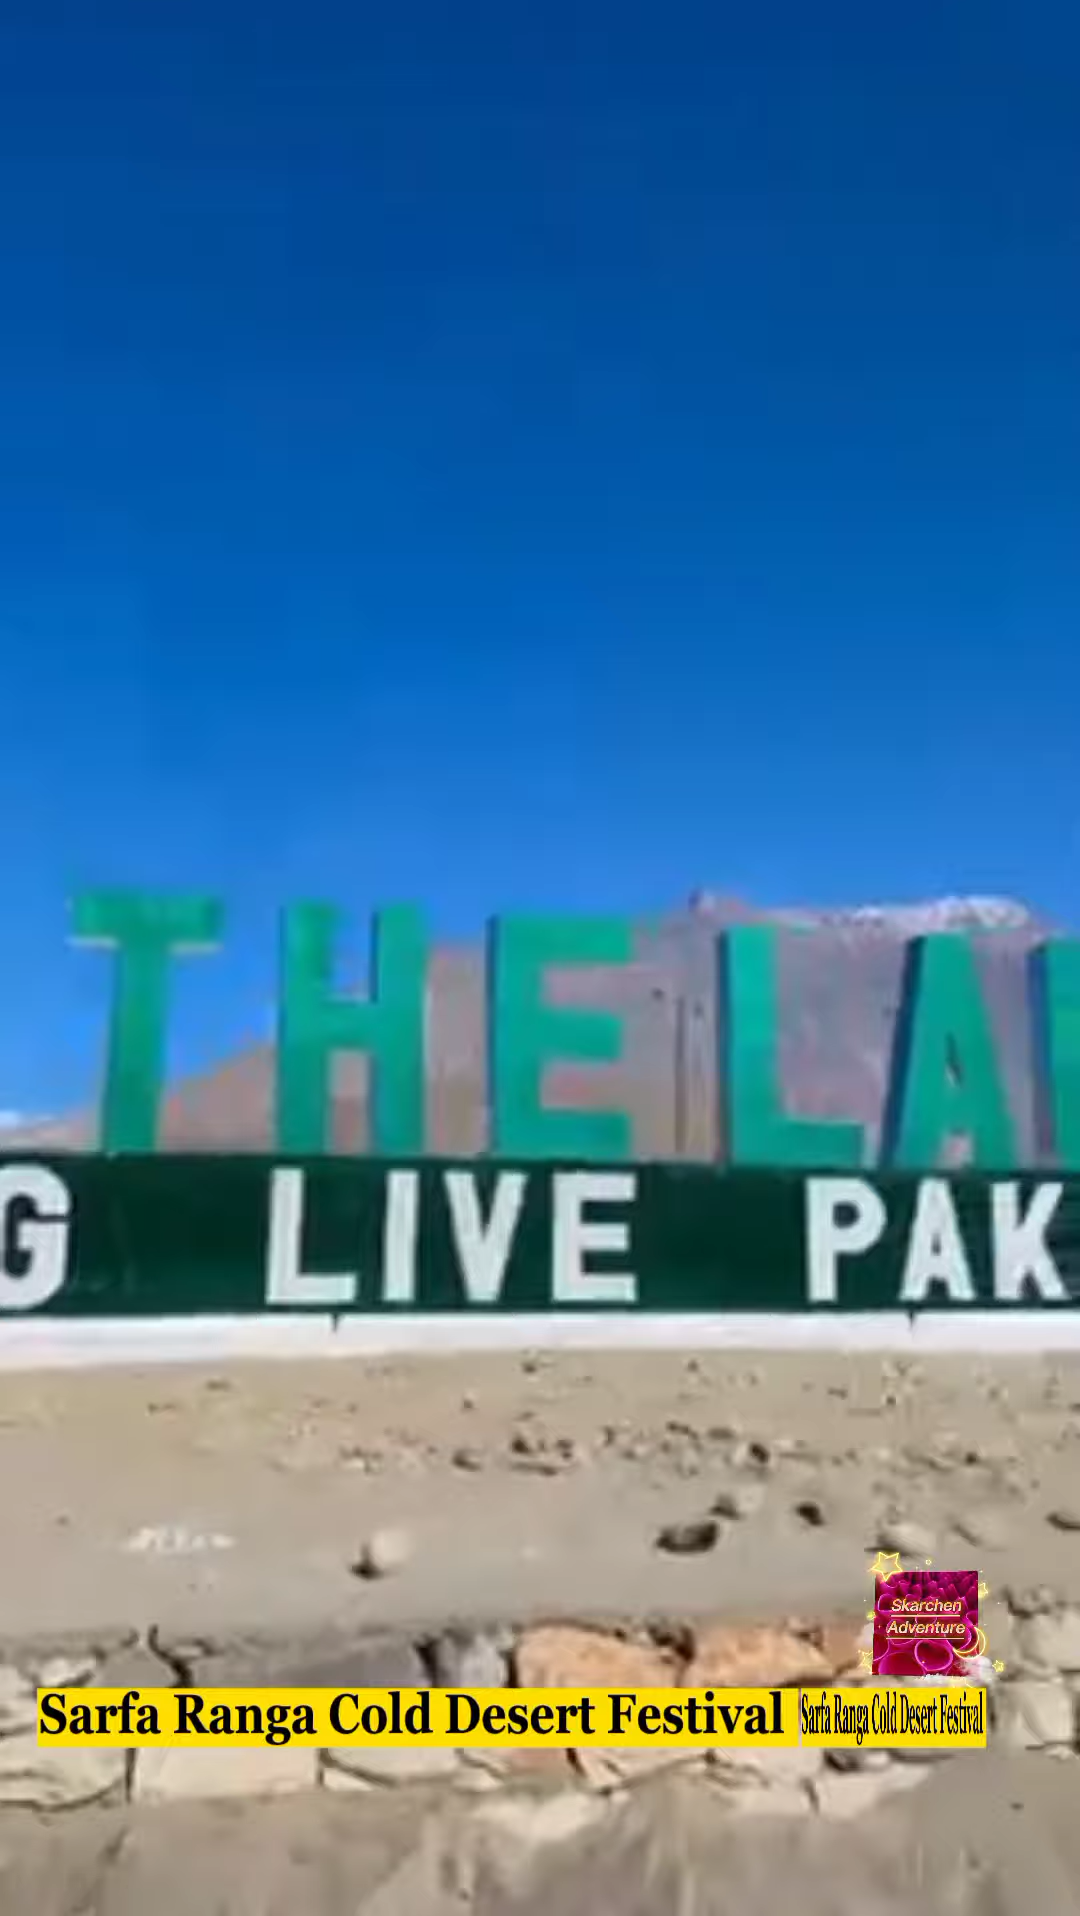 THE LA
G LIVE PAK
Skarchen
Adventure
Sarfa Ranga Cold Desert Festival Sarfa Ranga Cold Desert Festival